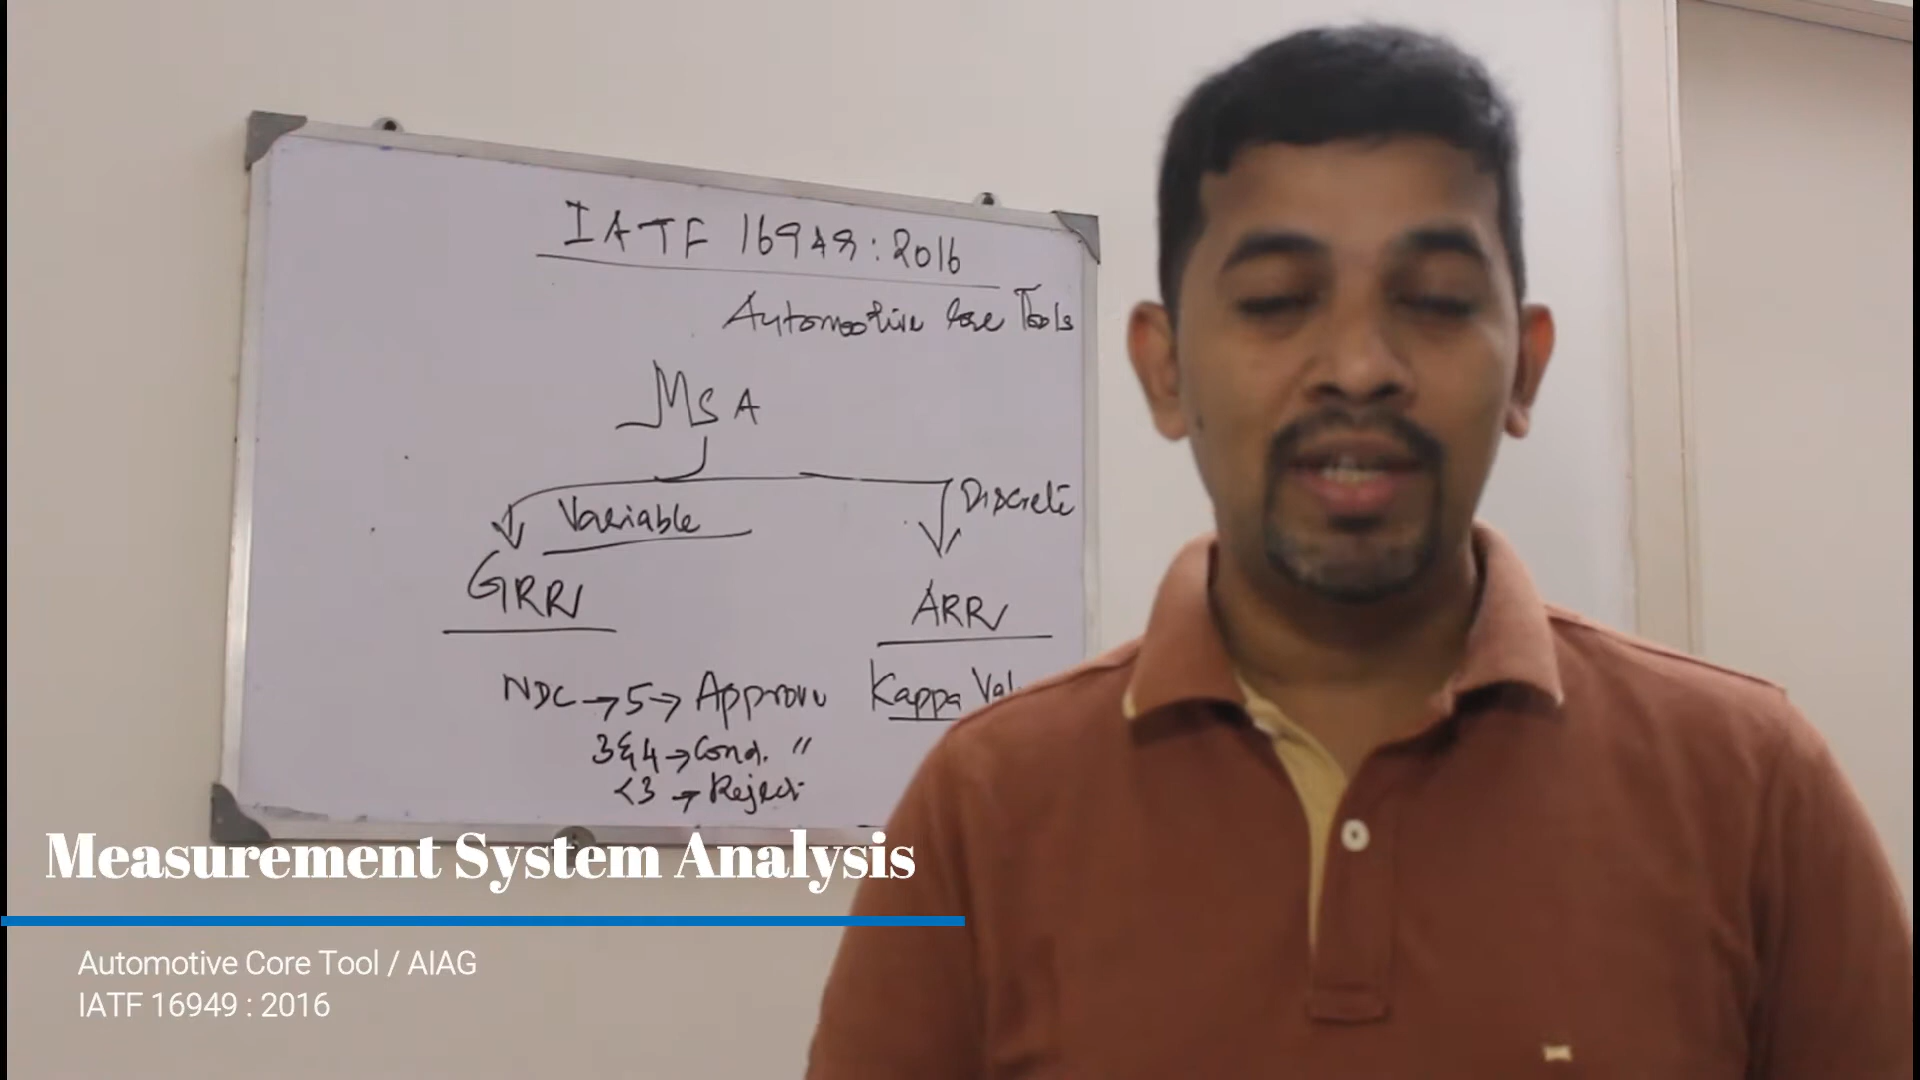 IATF 16949:2016
Automotive Core Tools
MSA
Variable
Discrete
GRR
ARR
NDC → 5 → Approve
Kappa Val
3&4 → Cond. "
<3 → Reject
Measurement System Analysis
Automotive Core Tool / AIAG
IATF 16949 : 2016